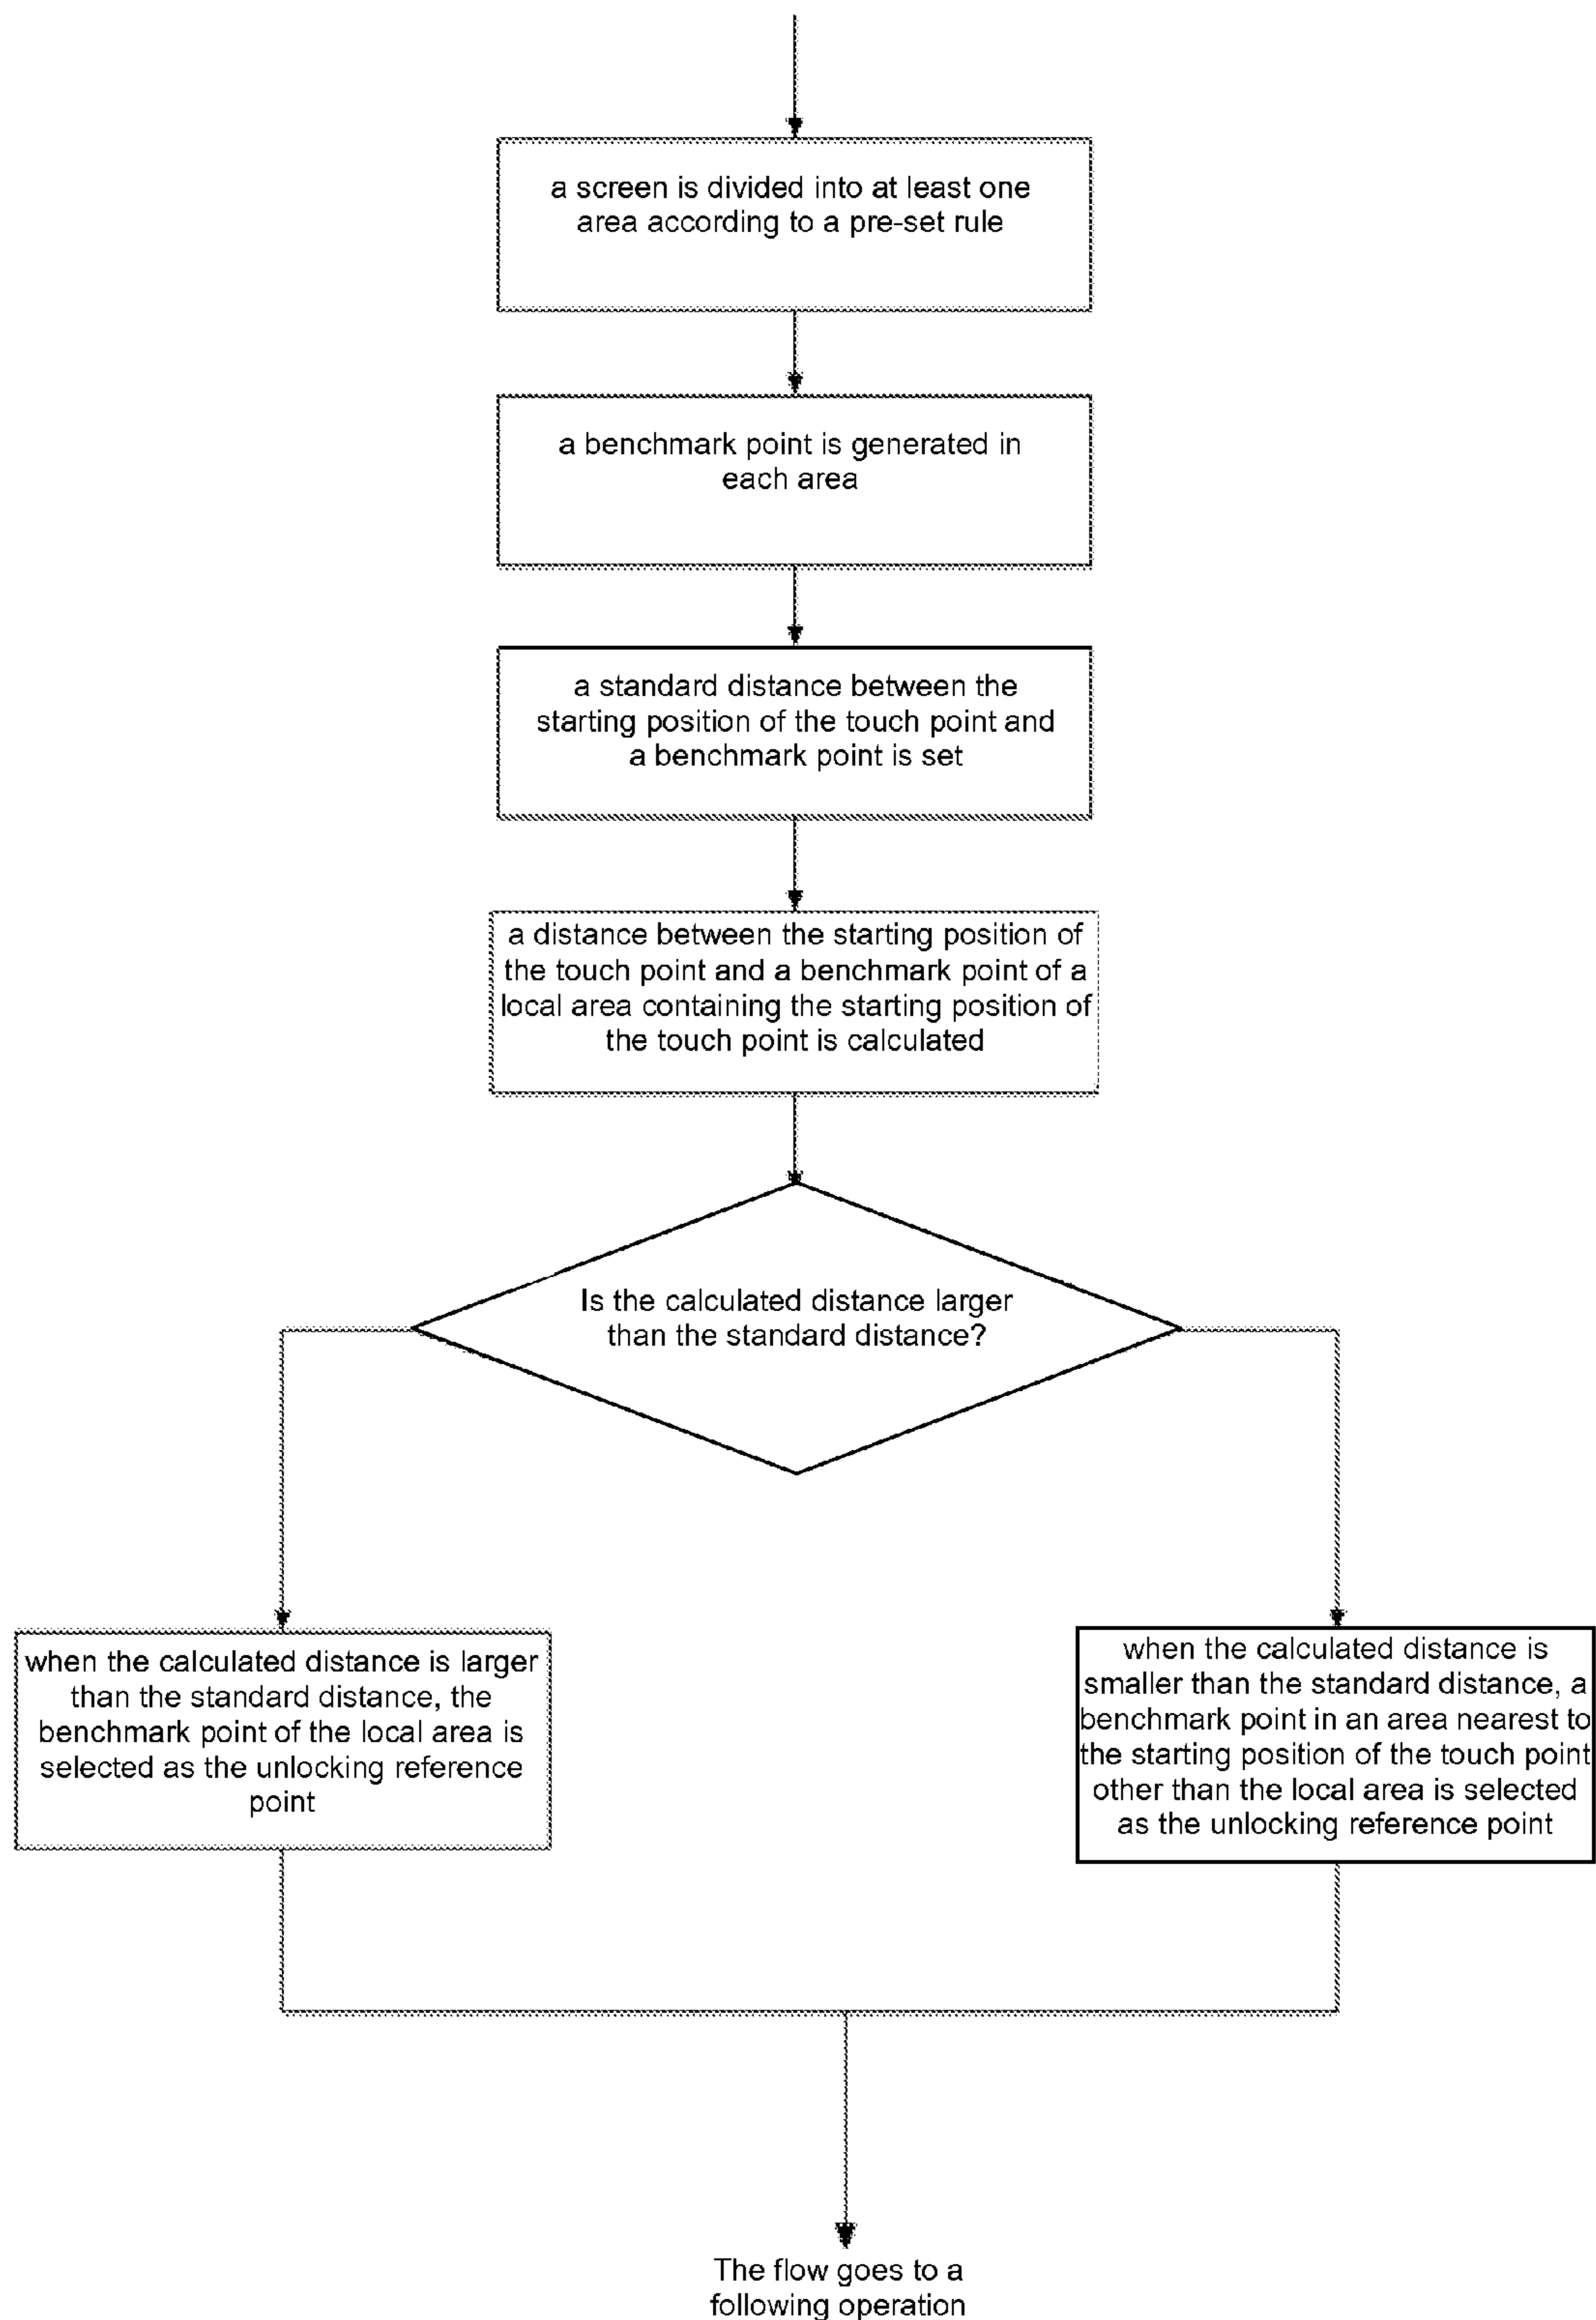 a screen is divided into at least one
area according to a pre-set rule
a benchmark point is generated in
each area
a standard distance between the
starting position of the touch point and
a benchmark point is set
a distance between the starting position of
the touch point and a benchmark point of a
local area containing the starting position of
the touch point is calculated
Is the calculated distance larger
than the standard distance?
when the calculated distance is larger
than the standard distance, the
benchmark point of the local area is
selected as the unlocking reference
point
when the calculated distance is
smaller than the standard distance, a
benchmark point in an area nearest to
the starting position of the touch point
other than the local area is selected
as the unlocking reference point
The flow goes to a
following operation